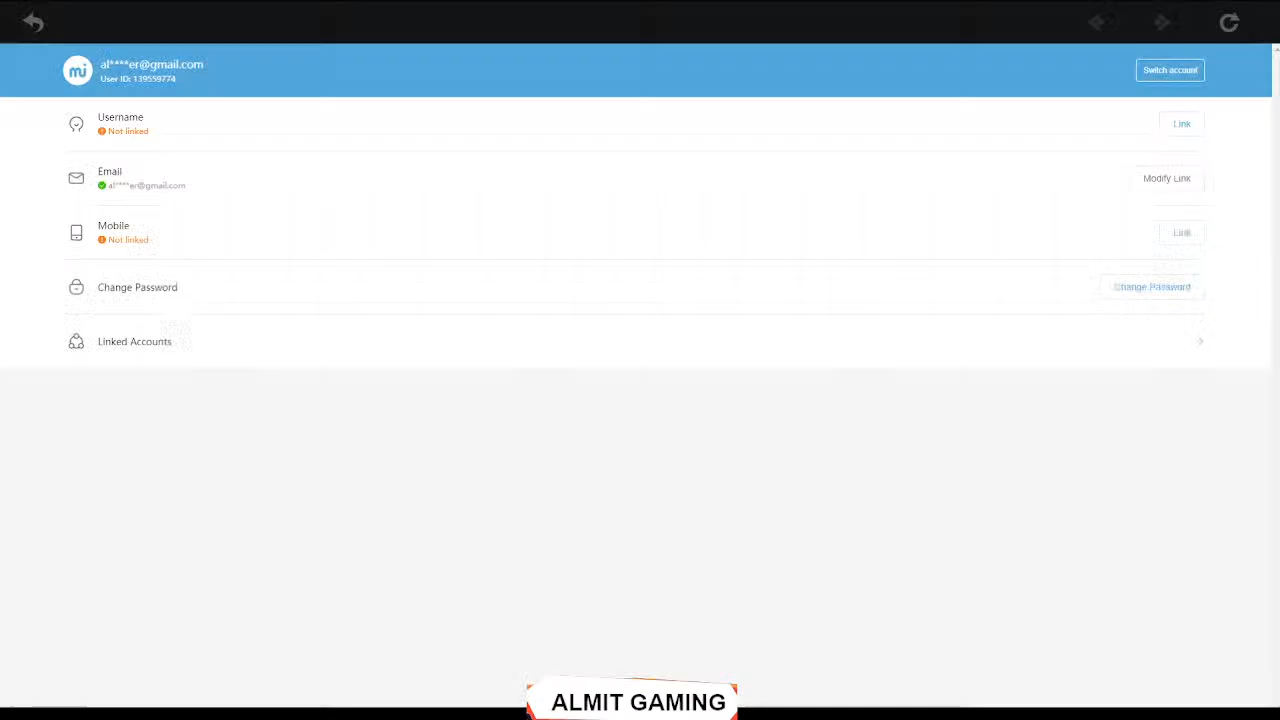 mi
al****er@gmail.com
User ID: 139559774
Switch account
Username
Not linked
Link
Email
al****er@gmail.com
Modify Link
Mobile
Not linked
Link
Change Password
Change Password
Linked Accounts
ALMIT GAMING